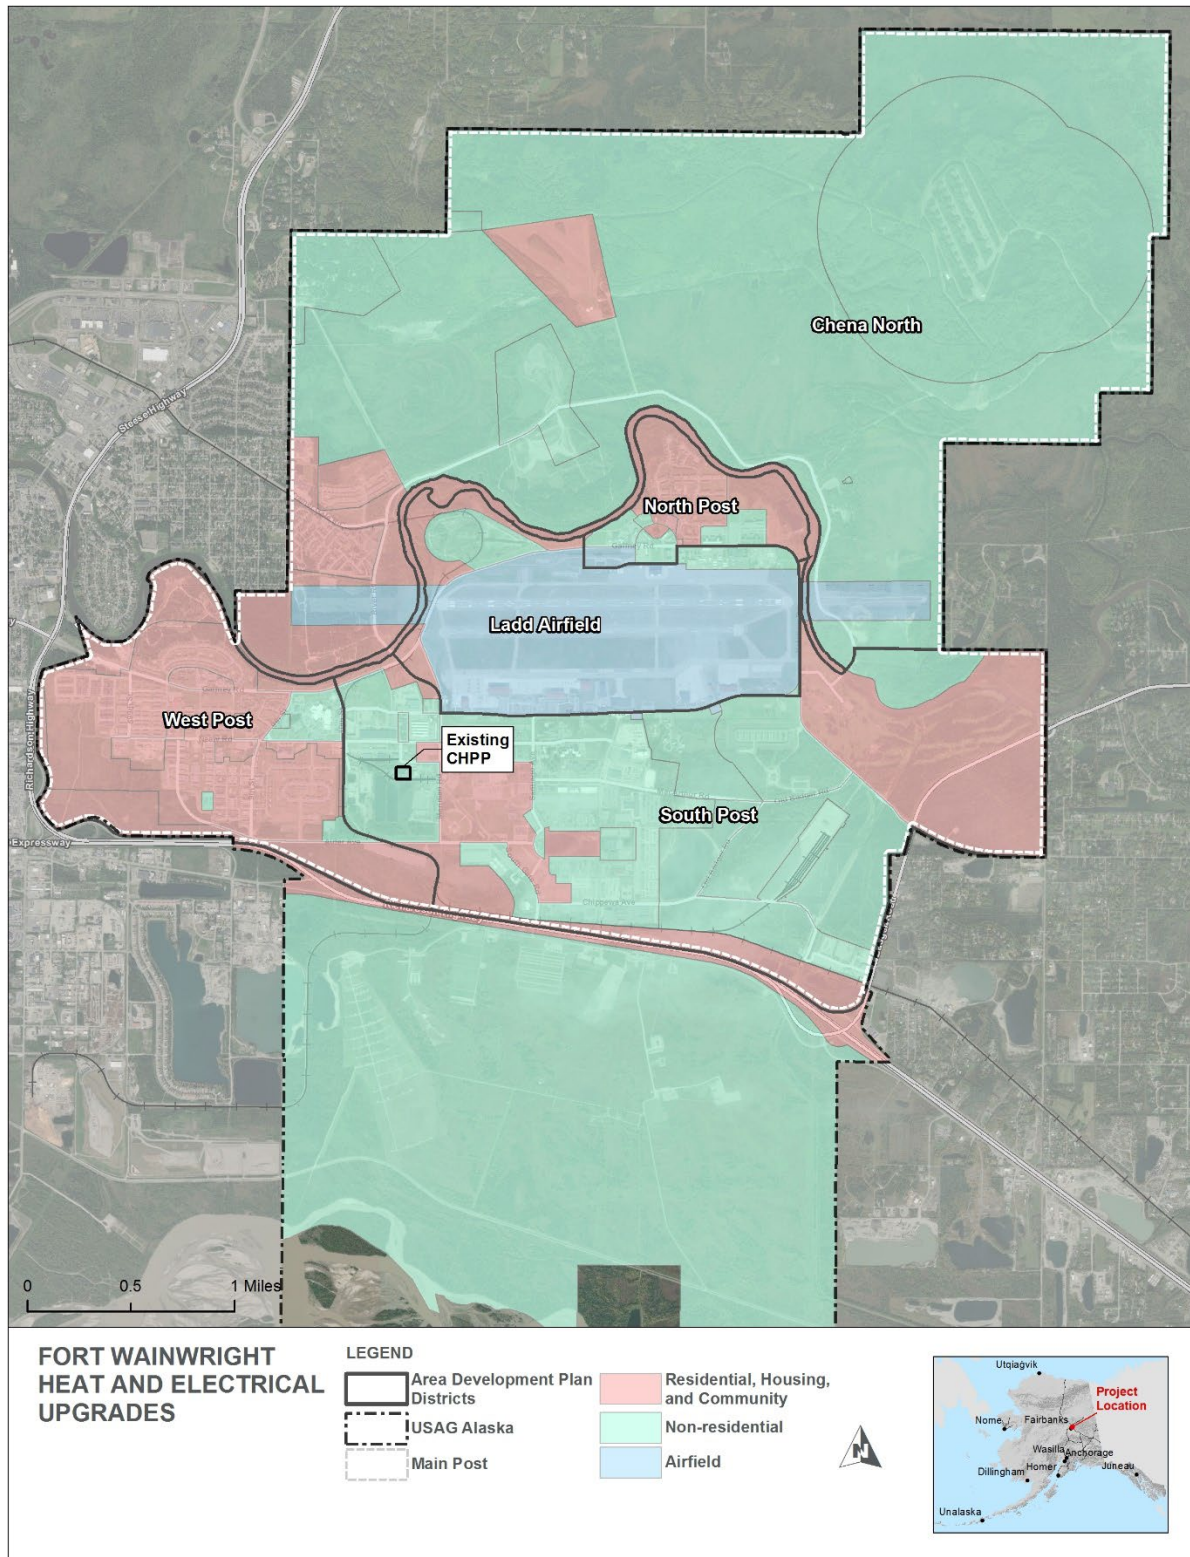 Chena North
Steese Highway
North Post
Gaffney Rd
Ladd Airfield
West Post
Richardson Highway
Existing
CHPP
South Post
Expressway
Chippewa Ave
0 0.5 1 Miles
FORT WAINWRIGHT
HEAT AND ELECTRICAL
UPGRADES
LEGEND
Area Development Plan
Districts
USAG Alaska
Main Post
Residential, Housing,
and Community
Non-residential
Airfield
N
Utqiaġvik
Project
Location
Nome
Fairbanks
Wasilla
Anchorage
Dillingham
Homer
Juneau
Unalaska